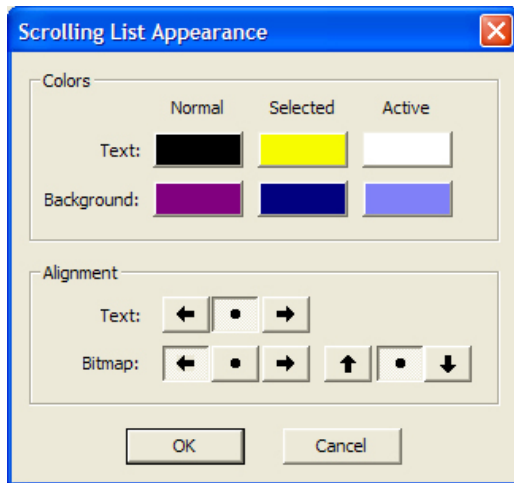 Scrolling List Appearance
Colors
Normal Selected Active
Text:
Background:
Alignment
Text:
Bitmap:
OK Cancel